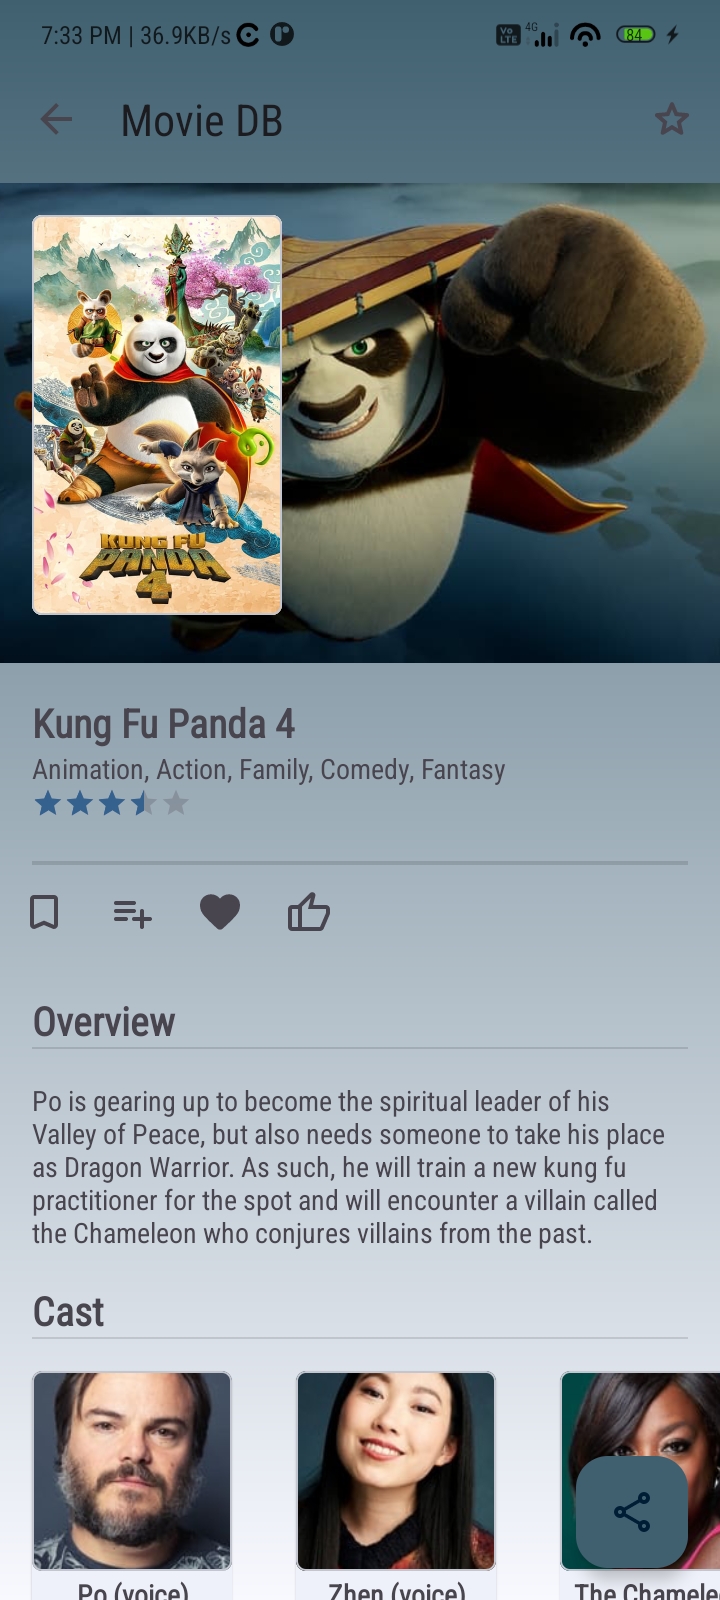 7:33 PM | 36.9KB/s
Vo LTE
4G
84
Movie DB
KUNG FU
PANDA
4
Kung Fu Panda 4
Animation, Action, Family, Comedy, Fantasy
Overview
Po is gearing up to become the spiritual leader of his
Valley of Peace, but also needs someone to take his place
as Dragon Warrior. As such, he will train a new kung fu
practitioner for the spot and will encounter a villain called
the Chameleon who conjures villains from the past.
Cast
Po (voice)
Zhen (voice)
The Chamele